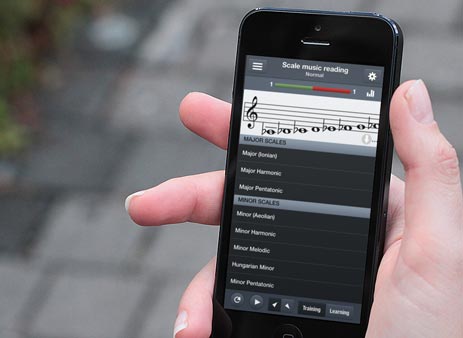 Scale music reading
Normal
1 1
MAJOR SCALES
Major (Ionian)
Major Harmonic
Major Pentatonic
MINOR SCALES
Minor (Aeolian)
Minor Harmonic
Minor Melodic
Hungarian Minor
Minor Pentatonic
Training Learning